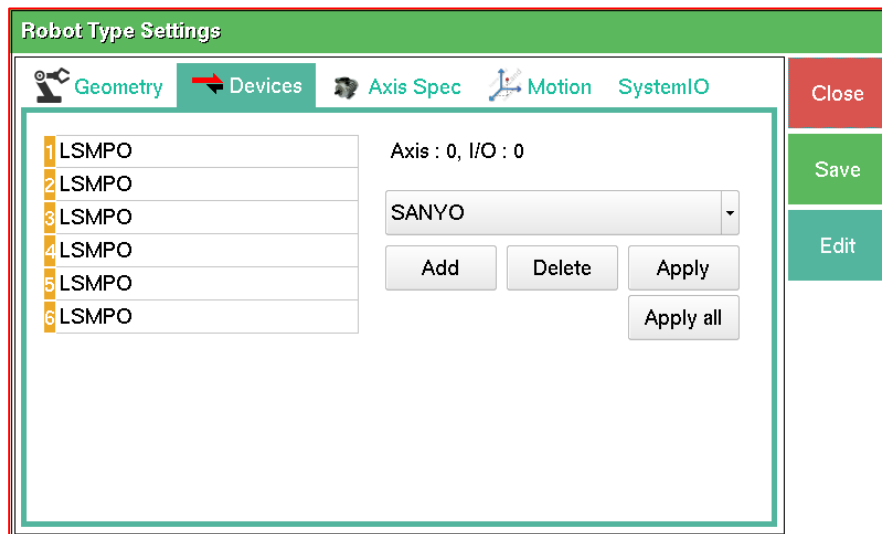 Robot Type Settings
Geometry Devices Axis Spec Motion SystemIO
Close
Save
Edit
1 LSMPO
2 LSMPO
3 LSMPO
4 LSMPO
5 LSMPO
6 LSMPO
Axis : 0, I/O : 0
SANYO
Add Delete Apply
Apply all